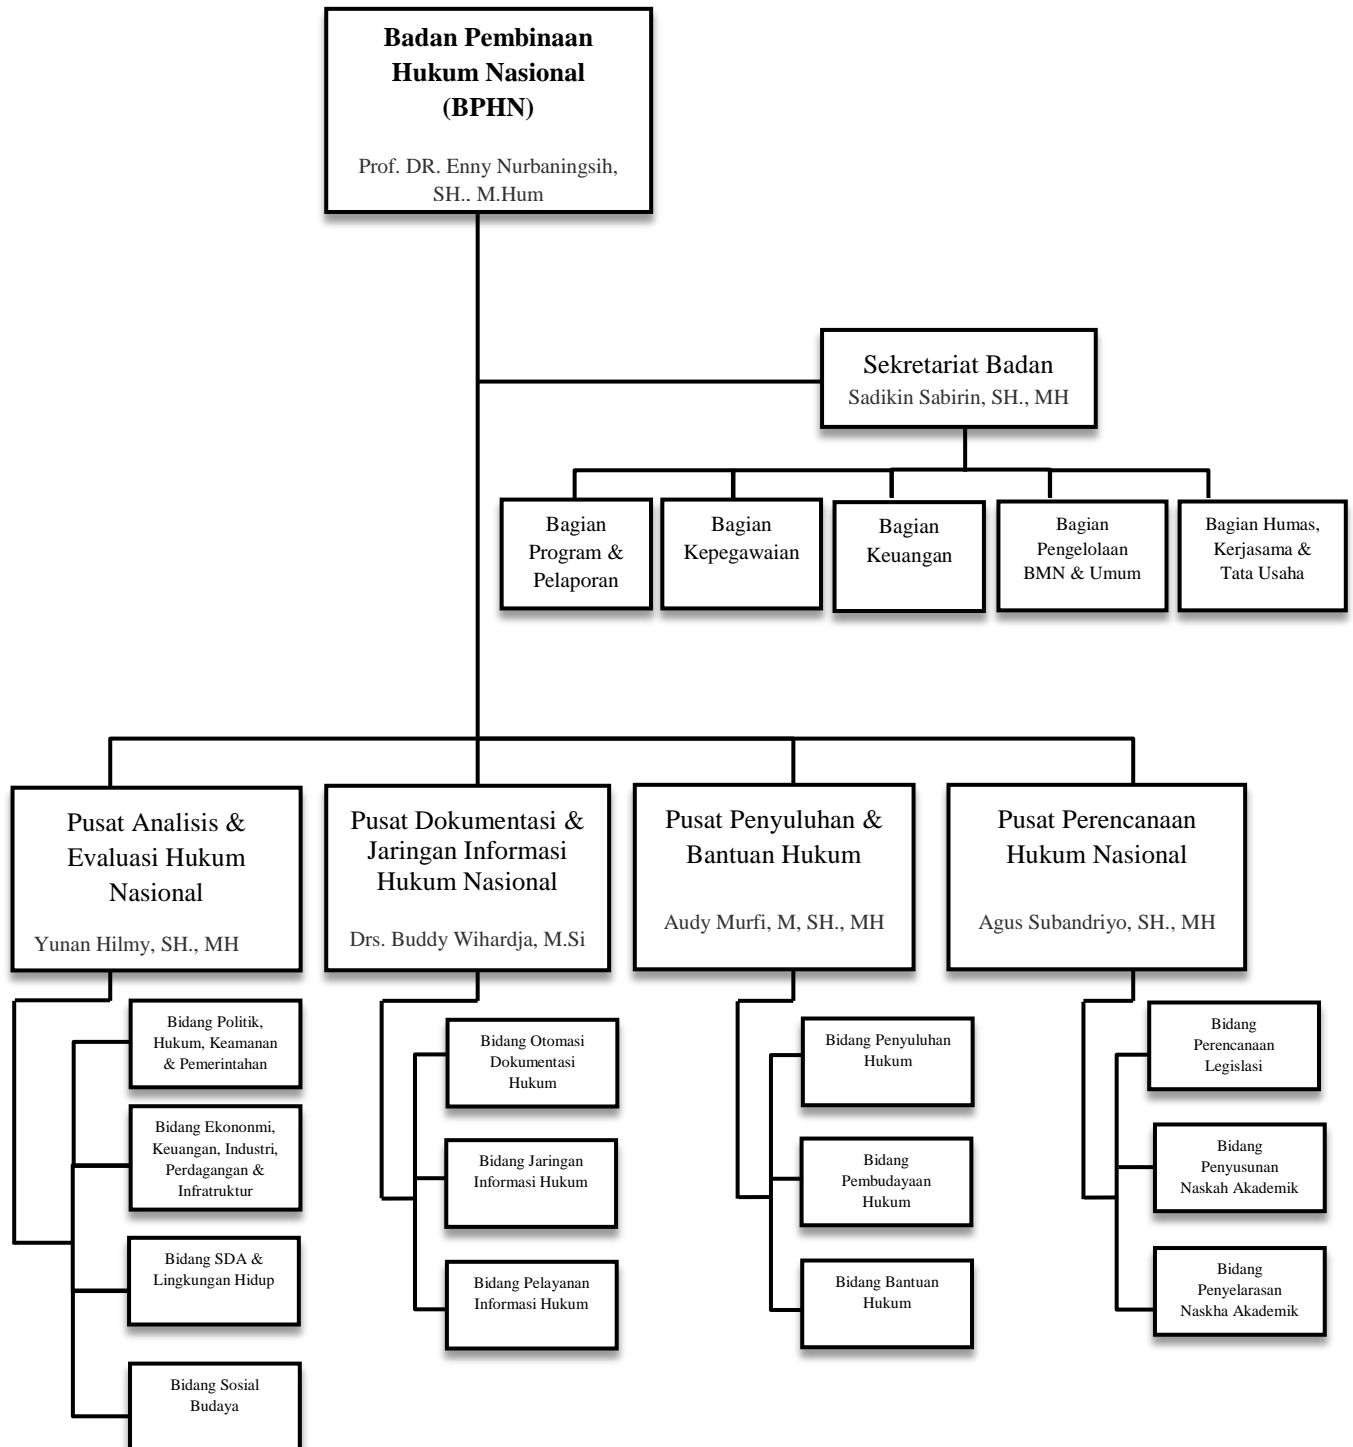 Badan Pembinaan
Hukum Nasional
(BPHN)
Prof. DR. Enny Nurbaningsih,
SH., M.Hum
Sekretariat Badan
Sadikin Sabirin, SH., MH
Bagian
Program &
Pelaporan
Bagian
Kepegawaian
Bagian
Keuangan
Bagian
Pengelolaan
BMN & Umum
Bagian Humas,
Kerjasama &
Tata Usaha
Pusat Analisis &
Evaluasi Hukum
Nasional
Yunan Hilmy, SH., MH
Pusat Dokumentasi &
Jaringan Informasi
Hukum Nasional
Drs. Buddy Wihardja, M.Si
Pusat Penyuluhan &
Bantuan Hukum
Audy Murfi, M, SH., MH
Pusat Perencanaan
Hukum Nasional
Agus Subandriyo, SH., MH
Bidang Politik,
Hukum, Keamanan
& Pemerintahan
Bidang Ekononmi,
Keuangan, Industri,
Perdagangan &
Infratruktur
Bidang SDA &
Lingkungan Hidup
Bidang Sosial
Budaya
Bidang Otomasi
Dokumentasi
Hukum
Bidang Jaringan
Informasi Hukum
Bidang Pelayanan
Informasi Hukum
Bidang Penyuluhan
Hukum
Bidang
Pembudayaan
Hukum
Bidang Bantuan
Hukum
Bidang
Perencanaan
Legislasi
Bidang
Penyusunan
Naskah Akademik
Bidang
Penyelarasan
Naskha Akademik